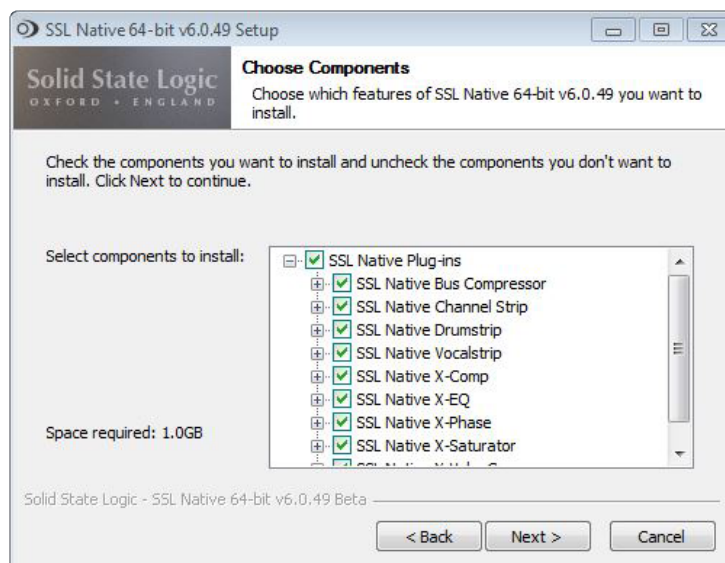 SSL Native 64-bit v6.0.49 Setup
Solid State Logic
OXFORD • ENGLAND
Choose Components
Choose which features of SSL Native 64-bit v6.0.49 you want to
install.
Check the components you want to install and uncheck the components you don't want to
install. Click Next to continue.
Select components to install:
SSL Native Plug-ins
SSL Native Bus Compressor
SSL Native Channel Strip
SSL Native Drumstrip
SSL Native Vocalstrip
SSL Native X-Comp
SSL Native X-EQ
SSL Native X-Phase
SSL Native X-Saturator
Space required: 1.0GB
Solid State Logic - SSL Native 64-bit v6.0.49 Beta
< Back
Next >
Cancel